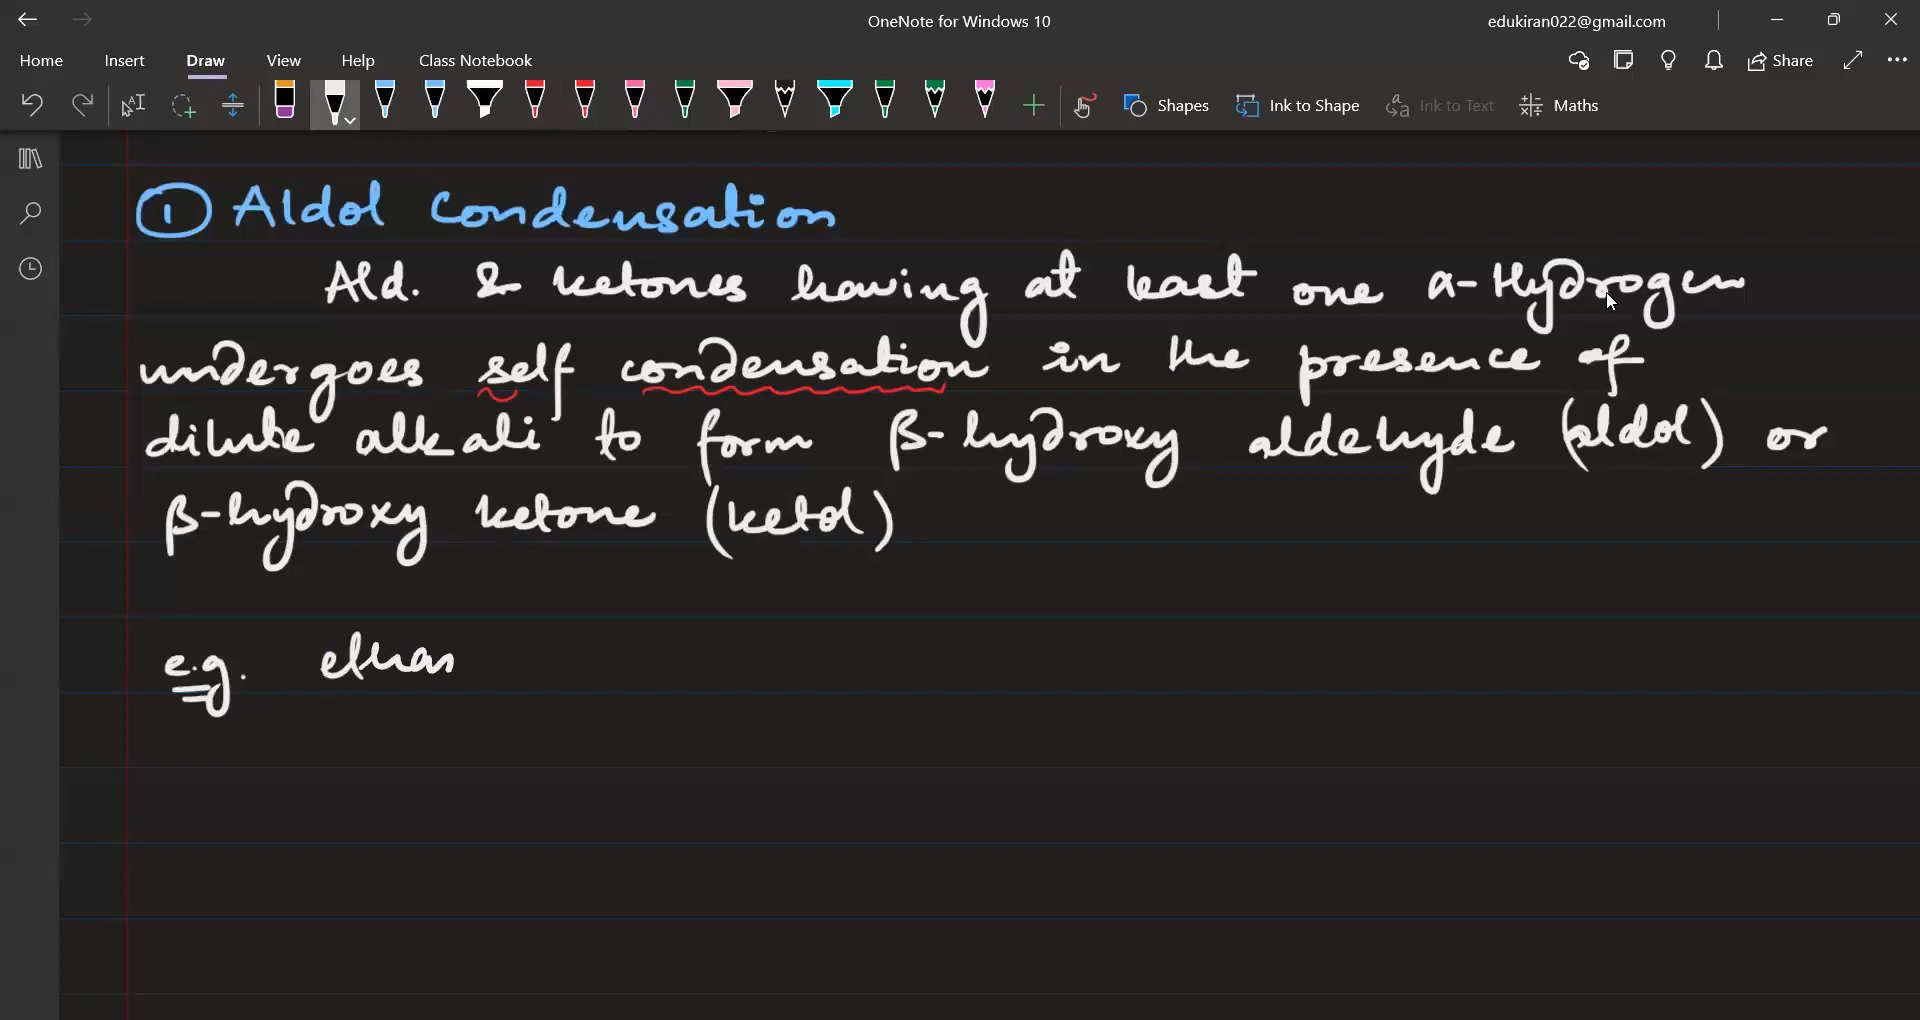 OneNote for Windows 10
edukiran022@gmail.com
Home Insert Draw View Help Class Notebook
Share
Shapes Ink to Shape Ink to Text Maths
① Aldol Condensation
Ald. & ketones having at least one α-Hydrogen
undergoes self condensation in the presence of
dilute alkali to form β-hydroxy aldehyde (aldol) or
β-hydroxy ketone (ketol)
e.g. ethan